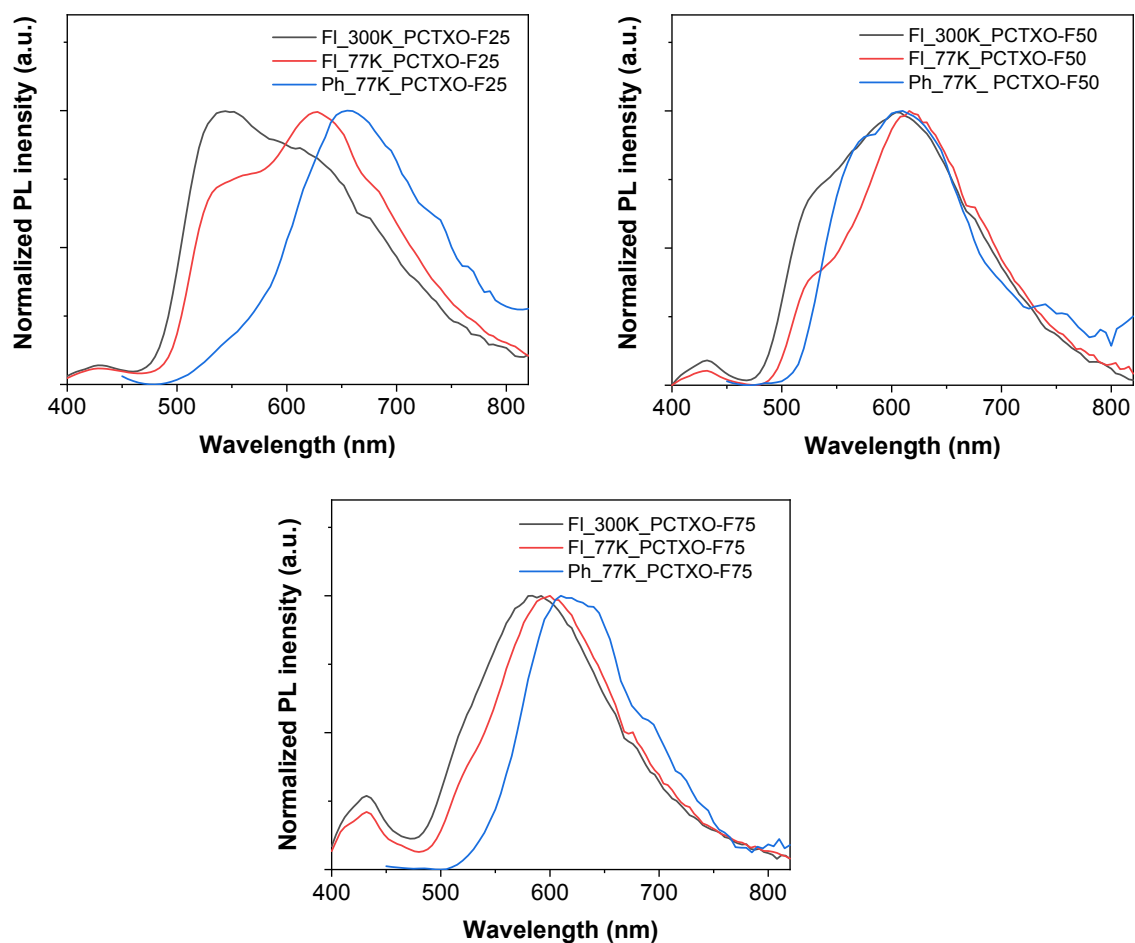 Fl_300K_PCTXO-F25
Fl_77K_PCTXO-F25
Ph_77K_PCTXO-F25
Normalized PL inensity (a.u.)
400 500 600 700 800
Wavelength (nm)
Fl_300K_PCTXO-F50
Fl_77K_PCTXO-F50
Ph_77K_ PCTXO-F50
Normalized PL inensity (a.u.)
400 500 600 700 800
Wavelength (nm)
Fl_300K_PCTXO-F75
Fl_77K_PCTXO-F75
Ph_77K_PCTXO-F75
Normalized PL inensity (a.u.)
400 500 600 700 800
Wavelength (nm)